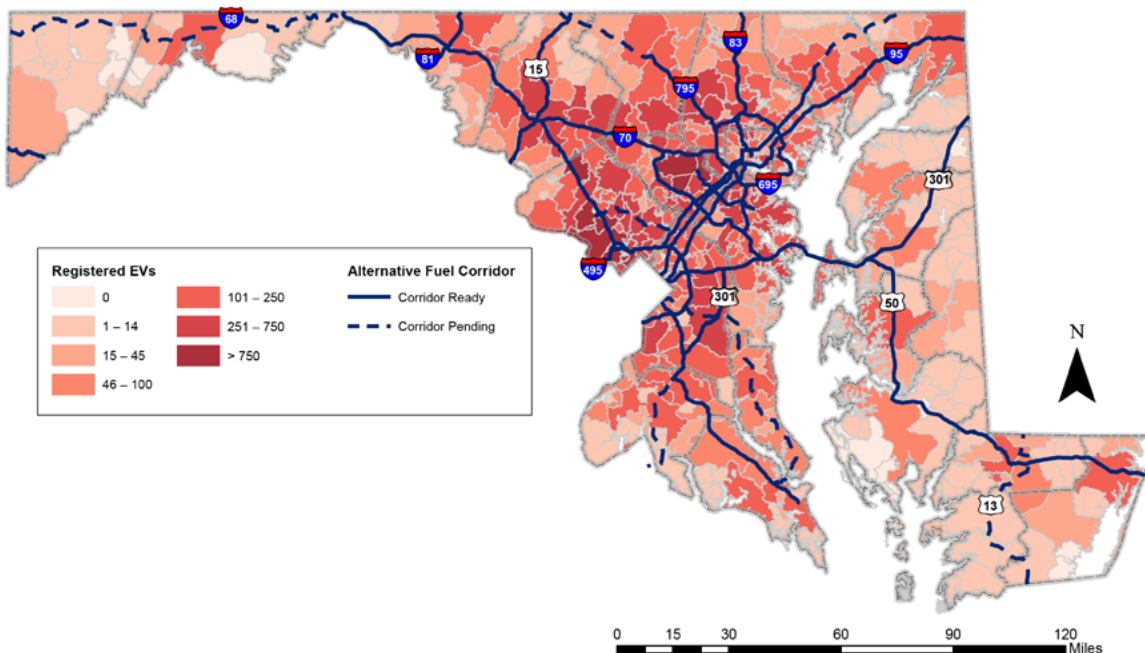 68
81
15
83
95
795
70
695
301
495
301
50
13
Registered EVs
Alternative Fuel Corridor
0
101 – 250
Corridor Ready
1 – 14
251 – 750
Corridor Pending
15 – 45
> 750
46 – 100
N
0 15 30 60 90 120
Miles